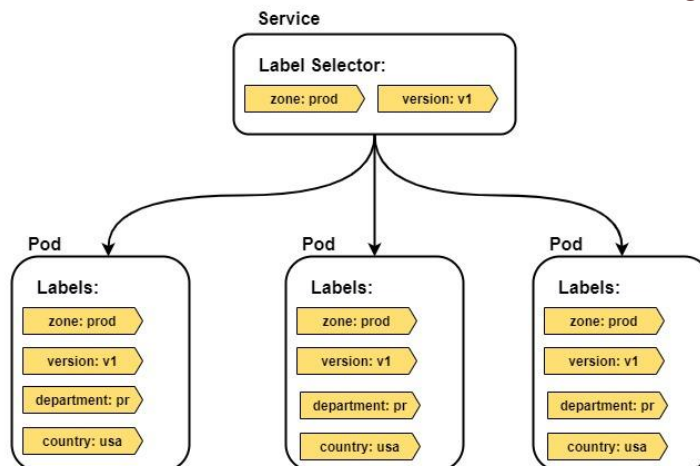 Service
Label Selector:
zone: prod version: v1
Pod Pod Pod
Labels: Labels: Labels:
zone: prod zone: prod zone: prod
version: v1 version: v1 version: v1
department: pr department: pr department: pr
country: usa country: usa country: usa